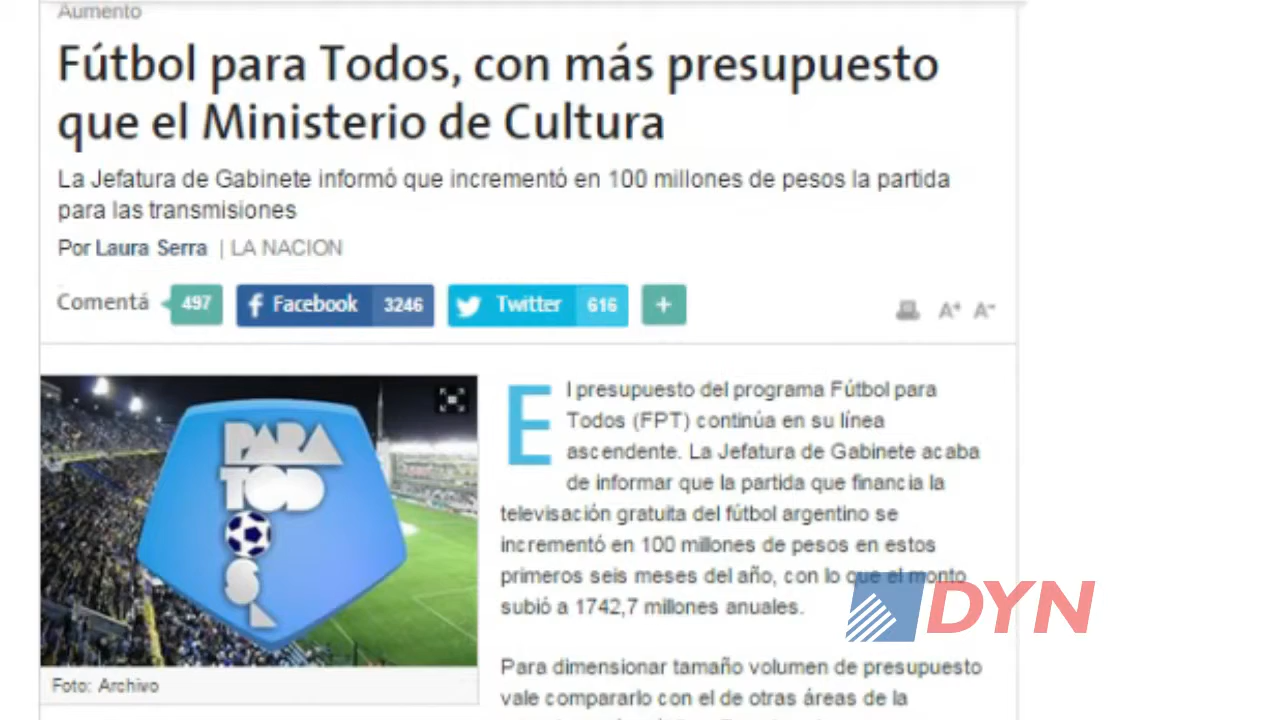 Aumento
Fútbol para Todos, con más presupuesto
que el Ministerio de Cultura
La Jefatura de Gabinete informó que incrementó en 100 millones de pesos la partida
para las transmisiones
Por Laura Serra | LA NACION
Comentá 497 Facebook 3246 Twitter 616 +
A+ A-
PARA
TOD
OS
Foto: Archivo
El presupuesto del programa Fútbol para
Todos (FPT) continúa en su línea
ascendente. La Jefatura de Gabinete acaba
de informar que la partida que financia la
televisación gratuita del fútbol argentino se
incrementó en 100 millones de pesos en estos
primeros seis meses del año, con lo que el monto
subió a 1742,7 millones anuales.
Para dimensionar tamaño volumen de presupuesto
vale compararlo con el de otras áreas de la
DYN